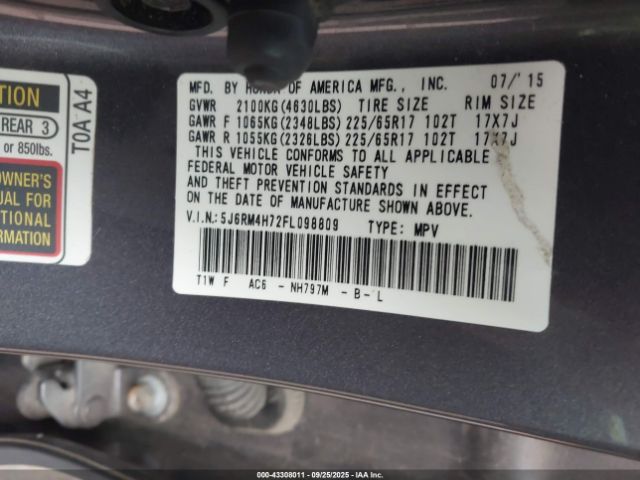 TION
REAR 3
or 850lbs.
OWNER'S
UAL FOR
TIONAL
ORMATION
T0A A4
MFD. BY HONDA OF AMERICA MFG., INC. 07/'15
GVWR 2100KG(4630LBS) TIRE SIZE RIM SIZE
GAWR F 1065KG(2348LBS) 225/65R17 102T 17X7J
GAWR R 1055KG(2326LBS) 225/65R17 102T 17X7J
THIS VEHICLE CONFORMS TO ALL APPLICABLE
FEDERAL MOTOR VEHICLE SAFETY
AND THEFT PREVENTION STANDARDS IN EFFECT
ON THE DATE OF MANUFACTURE SHOWN ABOVE.
V.I.N.:5J6RM4H72FL098809 TYPE: MPV
T1W F AC6 - NH797M - B - L
000-43308011 - 09/25/2025 - IAAI. Copart.